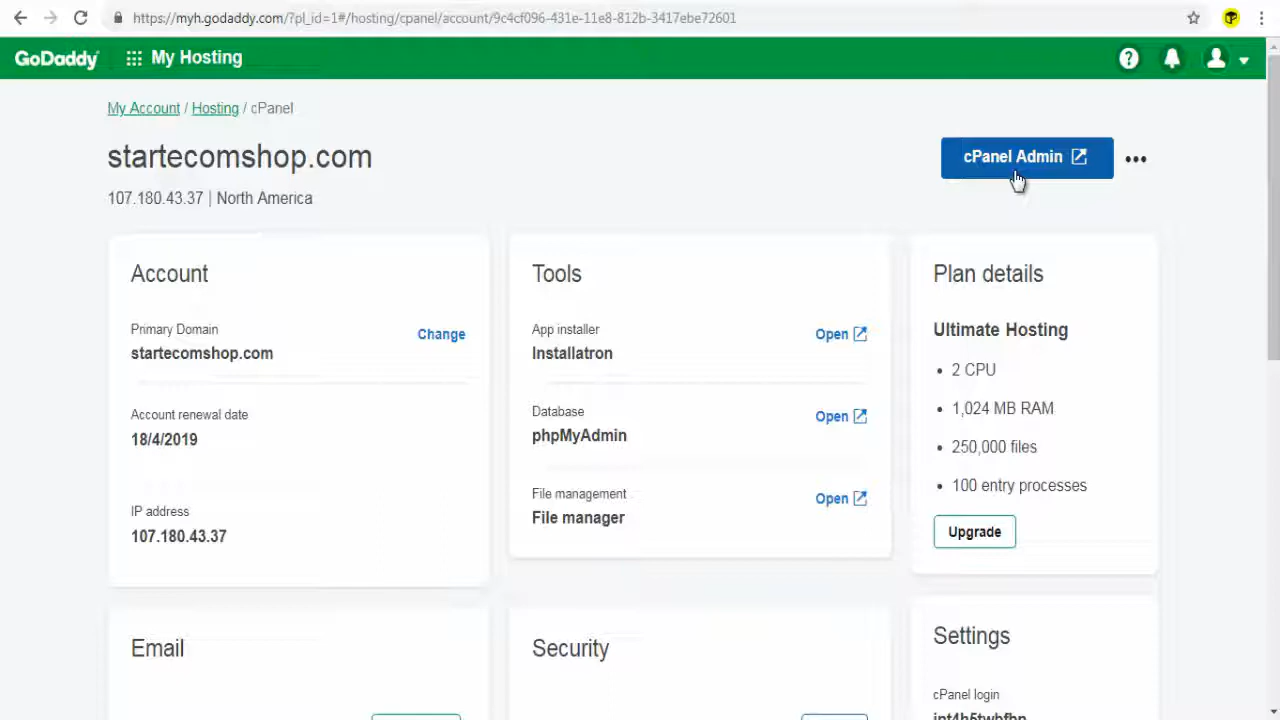 https://myh.godaddy.com/?pl_id=1#/hosting/cpanel/account/9c4cf096-431e-11e8-812b-3417ebe72601
GoDaddy My Hosting ?
My Account / Hosting / cPanel
startecomshop.com
cPanel Admin
107.180.43.37 | North America
Account
Primary Domain
Change
startecomshop.com
Account renewal date
18/4/2019
IP address
107.180.43.37
Tools
App installer
Open
Installatron
Database
Open
phpMyAdmin
File management
Open
File manager
Plan details
Ultimate Hosting
• 2 CPU
• 1,024 MB RAM
• 250,000 files
• 100 entry processes
Upgrade
Email
Security
Settings
cPanel login